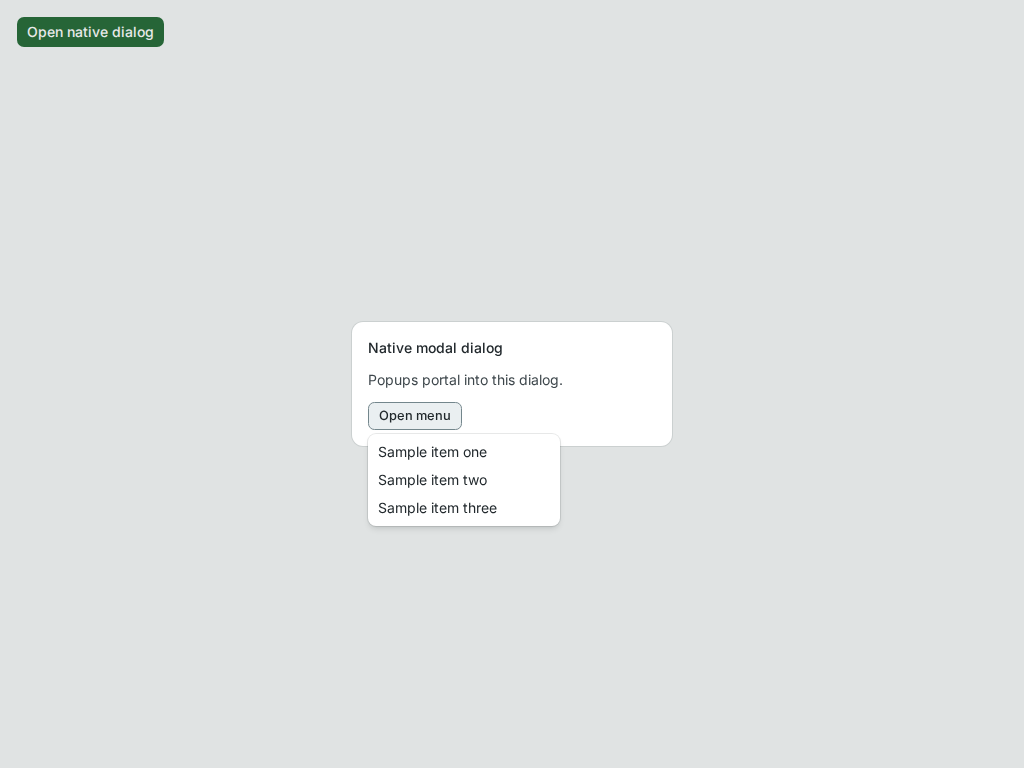 Open native dialog
Native modal dialog
Popups portal into this dialog.
Open menu
Sample item one
Sample item two
Sample item three